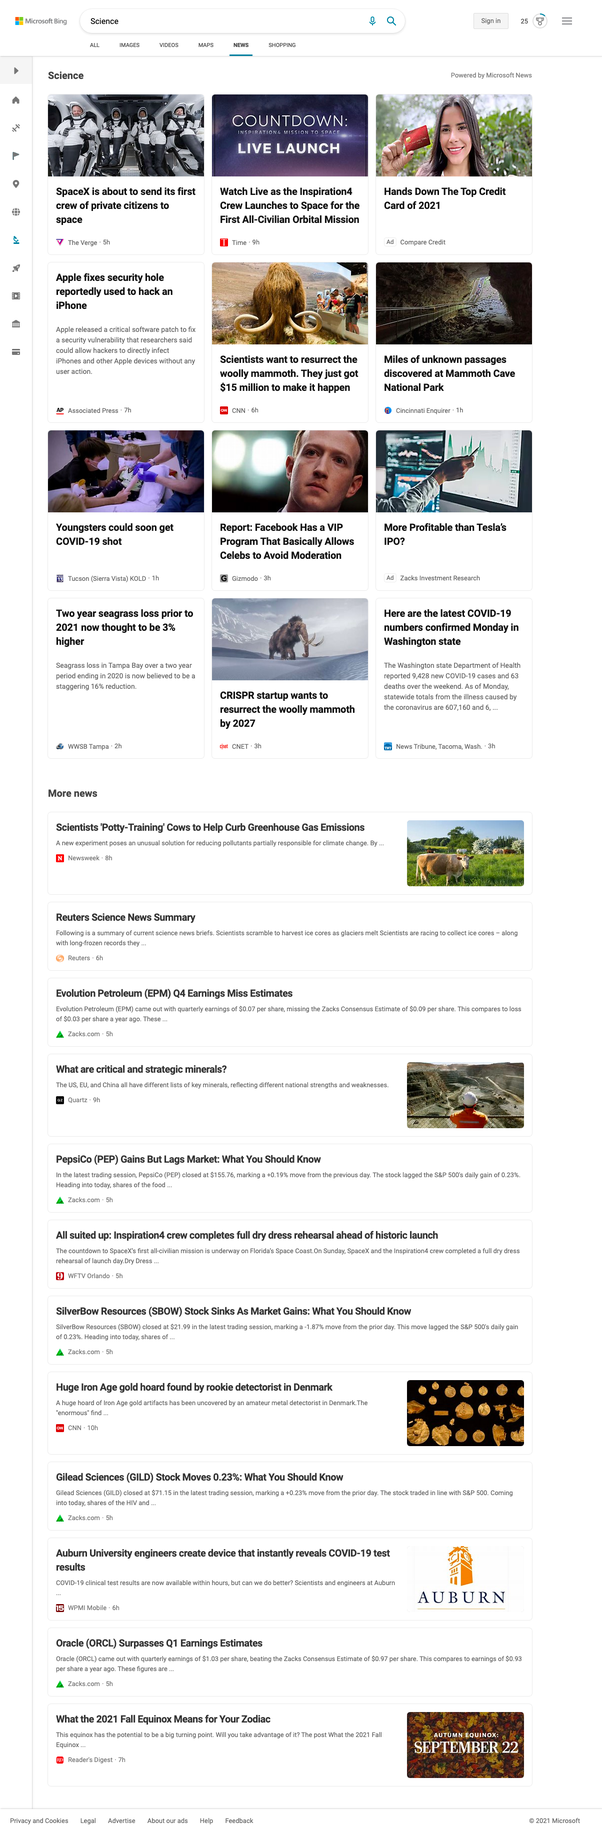 Microsoft Bing
Science
Sign in
25
ALL
IMAGES
VIDEOS
MAPS
NEWS
SHOPPING
Science
Powered by Microsoft News
SpaceX is about to send its first
crew of private citizens to
space
The Verge · 5h
COUNTDOWN:
INSPIRATION4 MISSION TO SPACE
LIVE LAUNCH
Watch Live as the Inspiration4
Crew Launches to Space for the
First All-Civilian Orbital Mission
Time · 9h
Hands Down The Top Credit
Card of 2021
Ad Compare Credit
Apple fixes security hole
reportedly used to hack an
iPhone
Apple released a critical software patch to fix
a security vulnerability that researchers said
could allow hackers to directly infect
iPhones and other Apple devices without any
user action.
AP Associated Press · 7h
Scientists want to resurrect the
woolly mammoth. They just got
$15 million to make it happen
CNN · 6h
Miles of unknown passages
discovered at Mammoth Cave
National Park
Cincinnati Enquirer · 1h
Youngsters could soon get
COVID-19 shot
Tucson (Sierra Vista) KOLD · 1h
Report: Facebook Has a VIP
Program That Basically Allows
Celebs to Avoid Moderation
Gizmodo · 3h
More Profitable than Tesla's
IPO?
Ad Zacks Investment Research
Two year seagrass loss prior to
2021 now thought to be 3%
higher
Seagrass loss in Tampa Bay over a two year
period ending in 2020 is now believed to be a
staggering 16% reduction.
WWSB Tampa · 2h
CRISPR startup wants to
resurrect the woolly mammoth
by 2027
CNET · 3h
Here are the latest COVID-19
numbers confirmed Monday in
Washington state
The Washington state Department of Health
reported 9,428 new COVID-19 cases and 63
deaths over the weekend. As of Monday,
statewide totals from the illness caused by
the coronavirus are 607,160 and 6, ...
News Tribune, Tacoma, Wash. · 3h
More news
Scientists 'Potty-Training' Cows to Help Curb Greenhouse Gas Emissions
A new experiment poses an unusual solution for reducing pollutants partially responsible for climate change. By ...
N Newsweek · 8h
Reuters Science News Summary
Following is a summary of current science news briefs. Scientists scramble to harvest ice cores as glaciers melt Scientists are racing to collect ice cores – along
with long-frozen records they ...
Reuters · 6h
Evolution Petroleum (EPM) Q4 Earnings Miss Estimates
Evolution Petroleum (EPM) came out with quarterly earnings of $0.07 per share, missing the Zacks Consensus Estimate of $0.09 per share. This compares to loss
of $0.03 per share a year ago. These ...
Zacks.com · 5h
What are critical and strategic minerals?
The US, EU, and China all have different lists of key minerals, reflecting different national strengths and weaknesses.
Quartz · 9h
PepsiCo (PEP) Gains But Lags Market: What You Should Know
In the latest trading session, PepsiCo (PEP) closed at $155.76, marking a +0.19% move from the previous day. The stock lagged the S&P 500's daily gain of 0.23%.
Heading into today, shares of the food ...
Zacks.com · 5h
All suited up: Inspiration4 crew completes full dry dress rehearsal ahead of historic launch
The countdown to SpaceX's first all-civilian mission is underway on Florida's Space Coast.On Sunday, SpaceX and the Inspiration4 crew completed a full dry dress
rehearsal of launch day.Dry Dress ...
9 WFTV Orlando · 5h
SilverBow Resources (SBOW) Stock Sinks As Market Gains: What You Should Know
SilverBow Resources (SBOW) closed at $21.99 in the latest trading session, marking a -1.87% move from the prior day. This move lagged the S&P 500's daily gain
of 0.23%. Heading into today, shares of ...
Zacks.com · 5h
Huge Iron Age gold hoard found by rookie detectorist in Denmark
A huge hoard of Iron Age gold artifacts has been uncovered by an amateur metal detectorist in Denmark.The
"enormous" find ...
CNN · 10h
Gilead Sciences (GILD) Stock Moves 0.23%: What You Should Know
Gilead Sciences (GILD) closed at $71.15 in the latest trading session, marking a +0.23% move from the prior day. The stock traded in line with S&P 500. Coming
into today, shares of the HIV and ...
Zacks.com · 5h
Auburn University engineers create device that instantly reveals COVID-19 test
results
COVID-19 clinical test results are now available within hours, but can we do better? Scientists and engineers at Auburn
...
15 WPMI Mobile · 6h
AUBURN
Oracle (ORCL) Surpasses Q1 Earnings Estimates
Oracle (ORCL) came out with quarterly earnings of $1.03 per share, beating the Zacks Consensus Estimate of $0.97 per share. This compares to earnings of $0.93
per share a year ago. These figures are ...
Zacks.com · 5h
What the 2021 Fall Equinox Means for Your Zodiac
This equinox has the potential to be a big turning point. Will you take advantage of it? The post What the 2021 Fall
Equinox ...
Reader's Digest · 7h
AUTUMN EQUINOX:
SEPTEMBER 22
Privacy and Cookies
Legal
Advertise
About our ads
Help
Feedback
© 2021 Microsoft